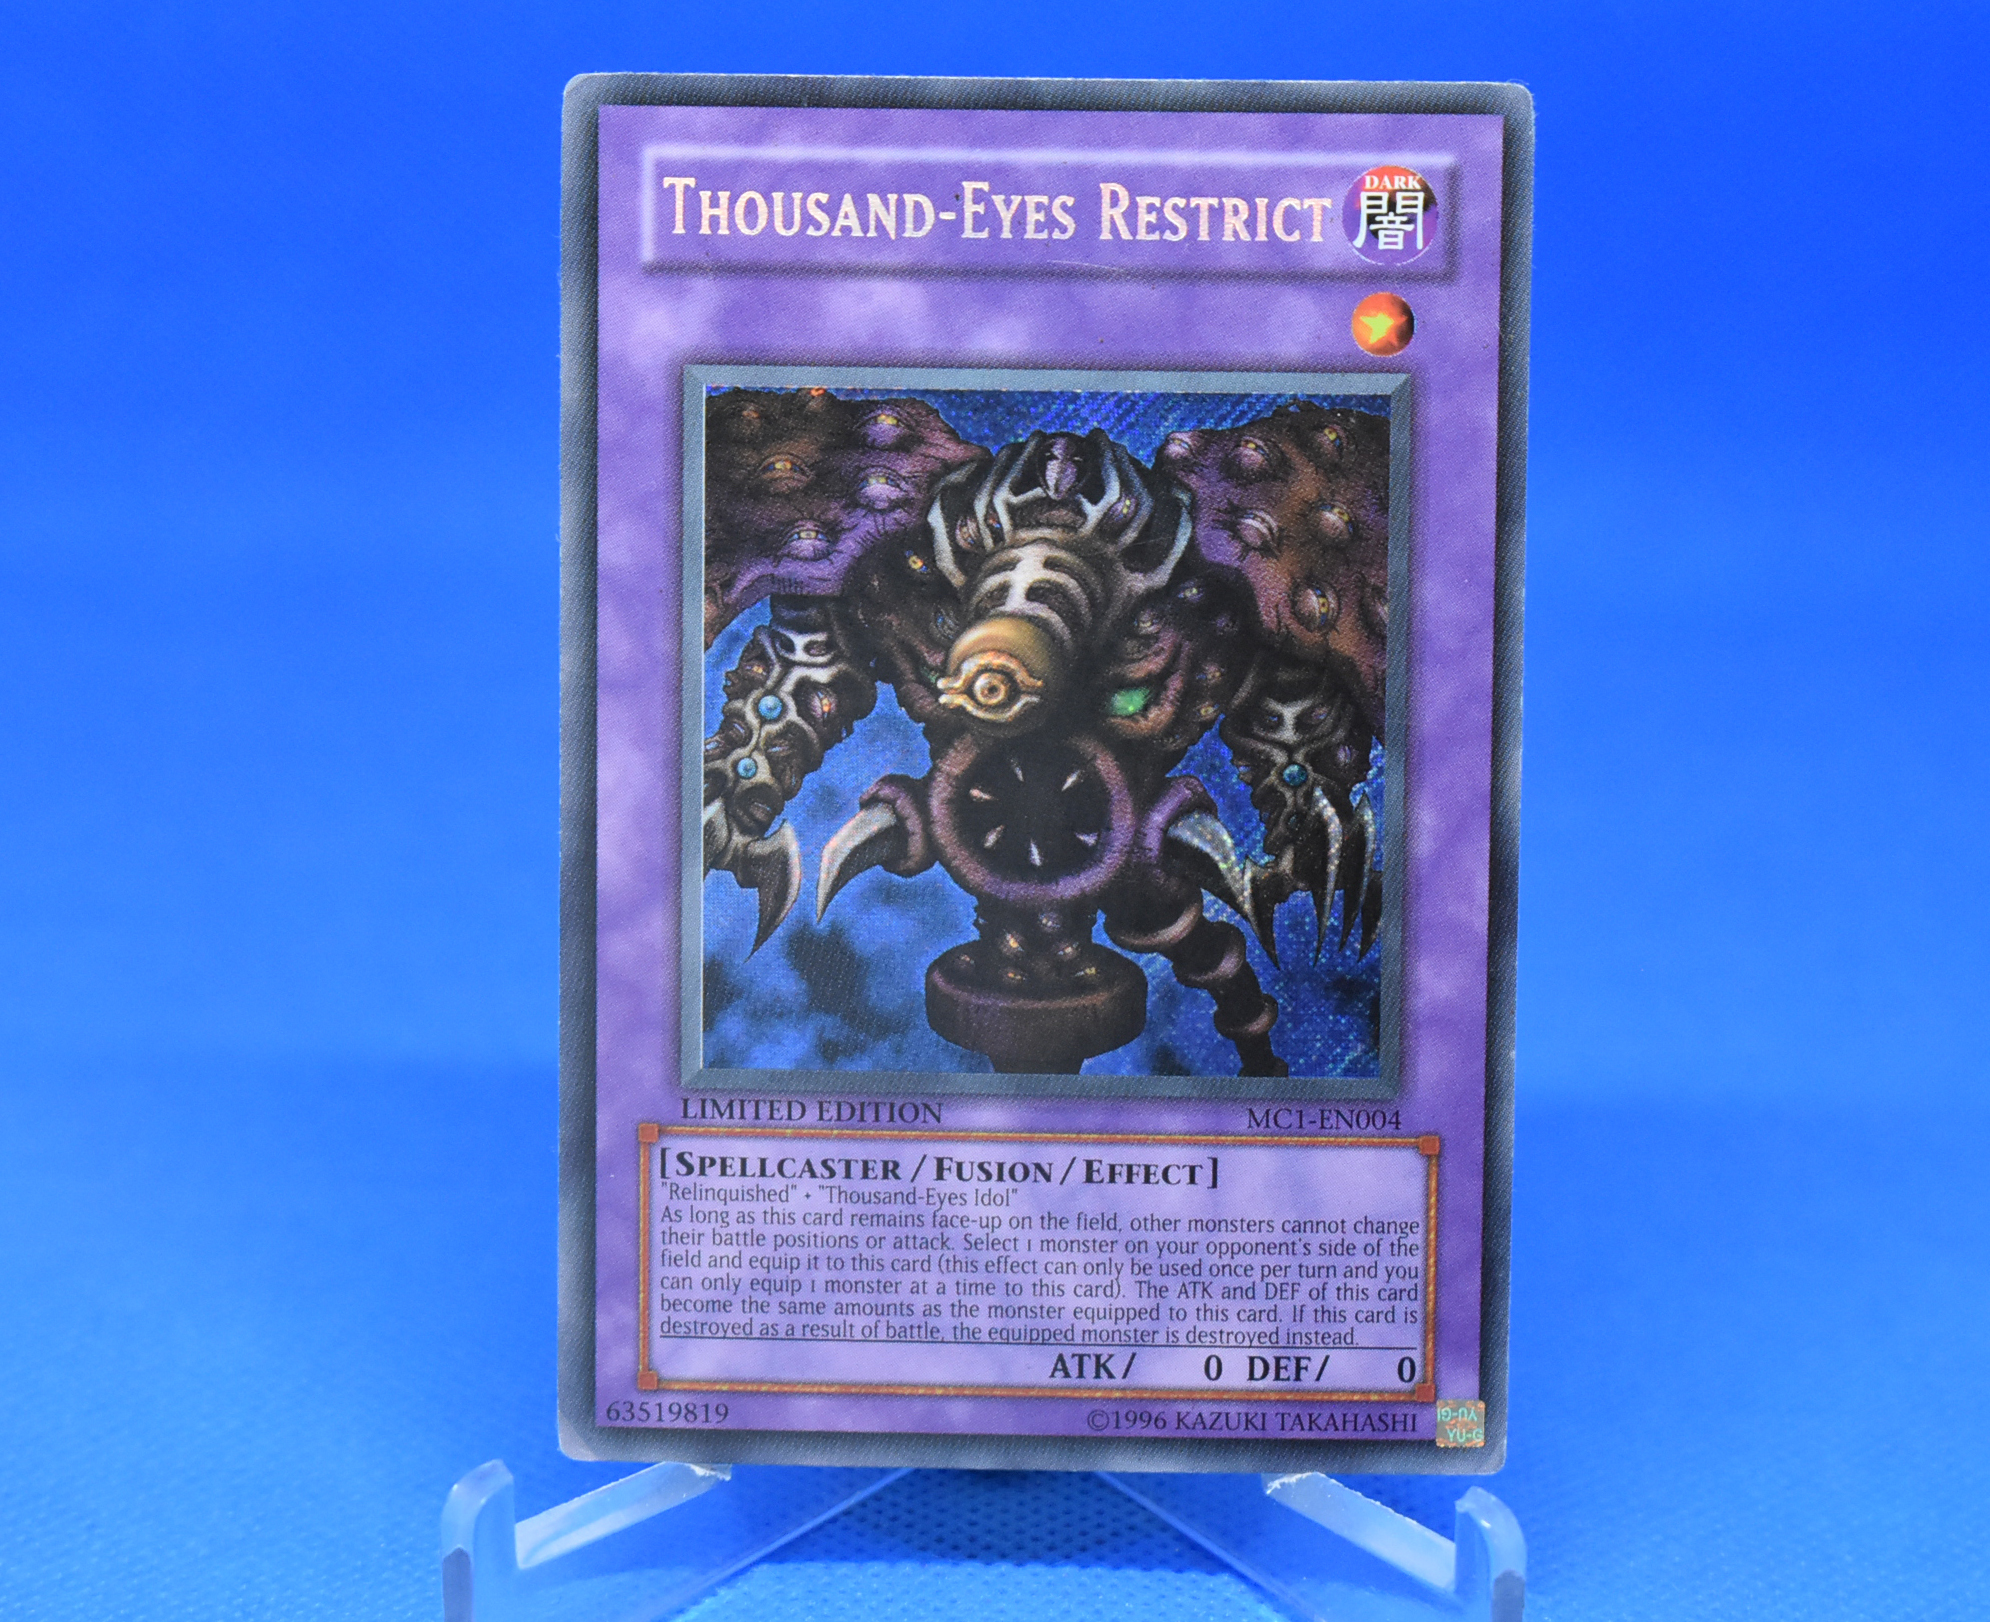 THOUSAND-EYES RESTRICT
DARK
闇
LIMITED EDITION MC1-EN004
[SPELLCASTER / FUSION / EFFECT]
"Relinquished" + "Thousand-Eyes Idol"
As long as this card remains face-up on the field, other monsters cannot change
their battle positions or attack. Select 1 monster on your opponent's side of the
field and equip it to this card (this effect can only be used once per turn and you
can only equip 1 monster at a time to this card). The ATK and DEF of this card
become the same amounts as the monster equipped to this card. If this card is
destroyed as a result of battle, the equipped monster is destroyed instead.
ATK/ 0 DEF/ 0
63519819 ©1996 KAZUKI TAKAHASHI
YU-GI
YU-G